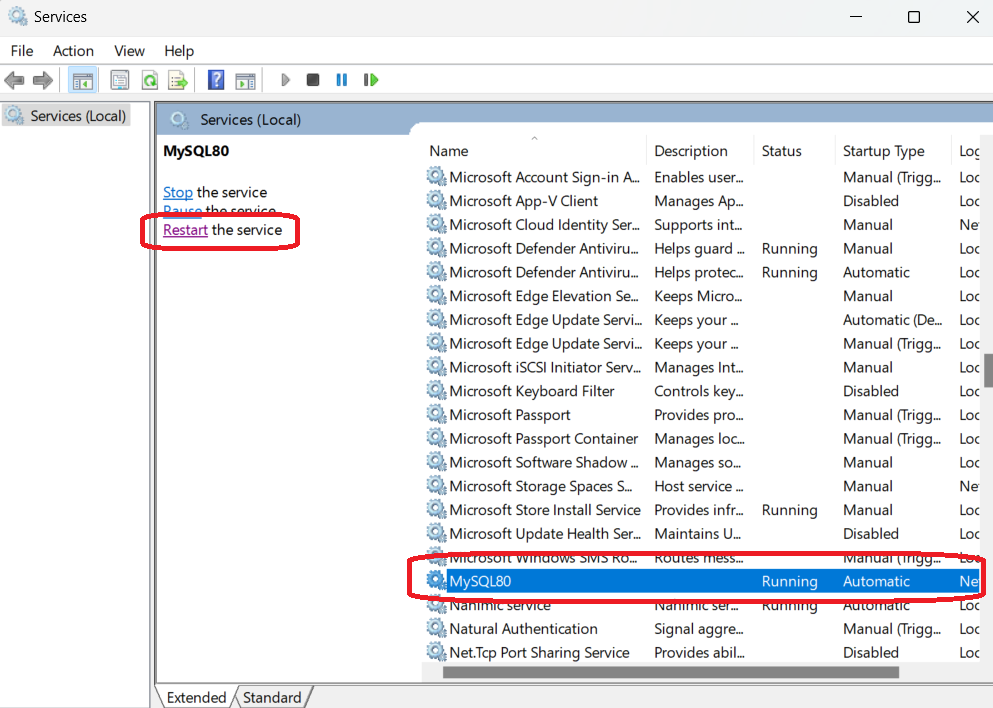 Services
File Action View Help
Services (Local)
Services (Local)
MySQL80
Stop the service
Pause the service
Restart the service
Name Description Status Startup Type Log
Microsoft Account Sign-in A... Enables user... Manual (Trigg... Loc
Microsoft App-V Client Manages Ap... Disabled Loc
Microsoft Cloud Identity Ser... Supports int... Manual Ne
Microsoft Defender Antiviru... Helps guard ... Running Manual Loc
Microsoft Defender Antiviru... Helps protec... Running Automatic Loc
Microsoft Edge Elevation Se... Keeps Micro... Manual Loc
Microsoft Edge Update Servi... Keeps your ... Automatic (De... Loc
Microsoft Edge Update Servi... Keeps your ... Manual (Trigg... Loc
Microsoft iSCSI Initiator Serv... Manages Int... Manual Loc
Microsoft Keyboard Filter Controls key... Disabled Loc
Microsoft Passport Provides pro... Manual (Trigg... Loc
Microsoft Passport Container Manages loc... Manual (Trigg... Loc
Microsoft Software Shadow ... Manages so... Manual Loc
Microsoft Storage Spaces S... Host service ... Manual Ne
Microsoft Store Install Service Provides infr... Running Manual Loc
Microsoft Update Health Ser... Maintains U... Disabled Loc
Microsoft Windows SMS Ro... Routes mess... Manual (Trigg... Loc
MySQL80 Running Automatic Ne
Nahimic service Nahimic ser... Running Automatic Loc
Natural Authentication Signal aggre... Manual (Trigg... Loc
Net.Tcp Port Sharing Service Provides abil... Disabled Loc
Extended Standard